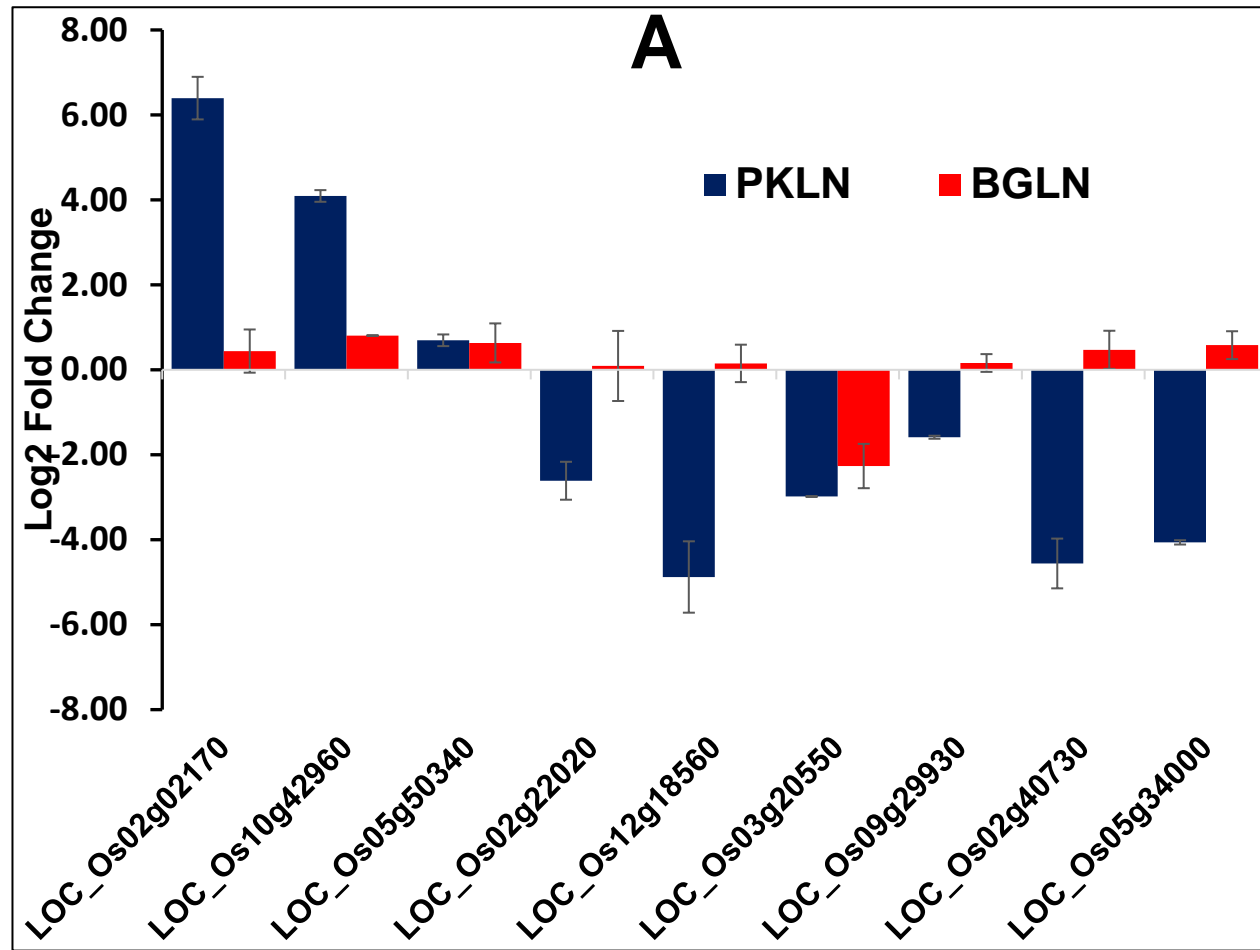 A
8.00
6.00
4.00
2.00
0.00
-2.00
-4.00
-6.00
-8.00
Log2 Fold Change
PKLN
BGLN
LOC_Os02g02170
LOC_Os10g42960
LOC_Os05g50340
LOC_Os02g22020
LOC_Os12g18560
LOC_Os03g20550
LOC_Os09g29930
LOC_Os02g40730
LOC_Os05g34000